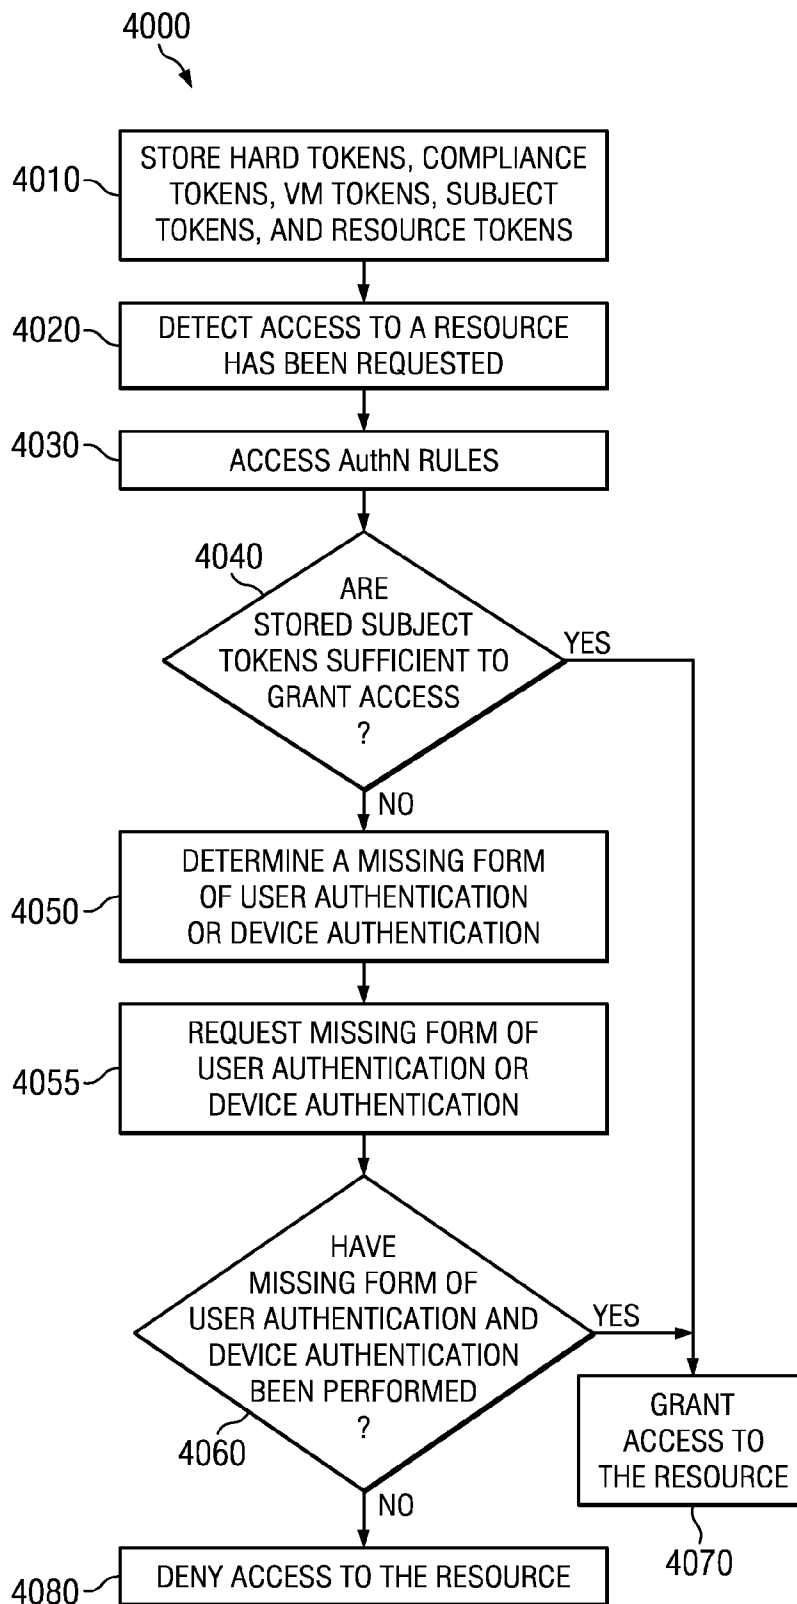 4000
4010
STORE HARD TOKENS, COMPLIANCE
TOKENS, VM TOKENS, SUBJECT
TOKENS, AND RESOURCE TOKENS
4020
DETECT ACCESS TO A RESOURCE
HAS BEEN REQUESTED
4030
ACCESS AuthN RULES
4040
ARE
STORED SUBJECT
TOKENS SUFFICIENT TO
GRANT ACCESS
?
YES
NO
4050
DETERMINE A MISSING FORM
OF USER AUTHENTICATION
OR DEVICE AUTHENTICATION
4055
REQUEST MISSING FORM OF
USER AUTHENTICATION OR
DEVICE AUTHENTICATION
HAVE
MISSING FORM OF
USER AUTHENTICATION AND
DEVICE AUTHENTICATION
BEEN PERFORMED
?
4060
YES
NO
GRANT
ACCESS TO
THE RESOURCE
4070
4080
DENY ACCESS TO THE RESOURCE